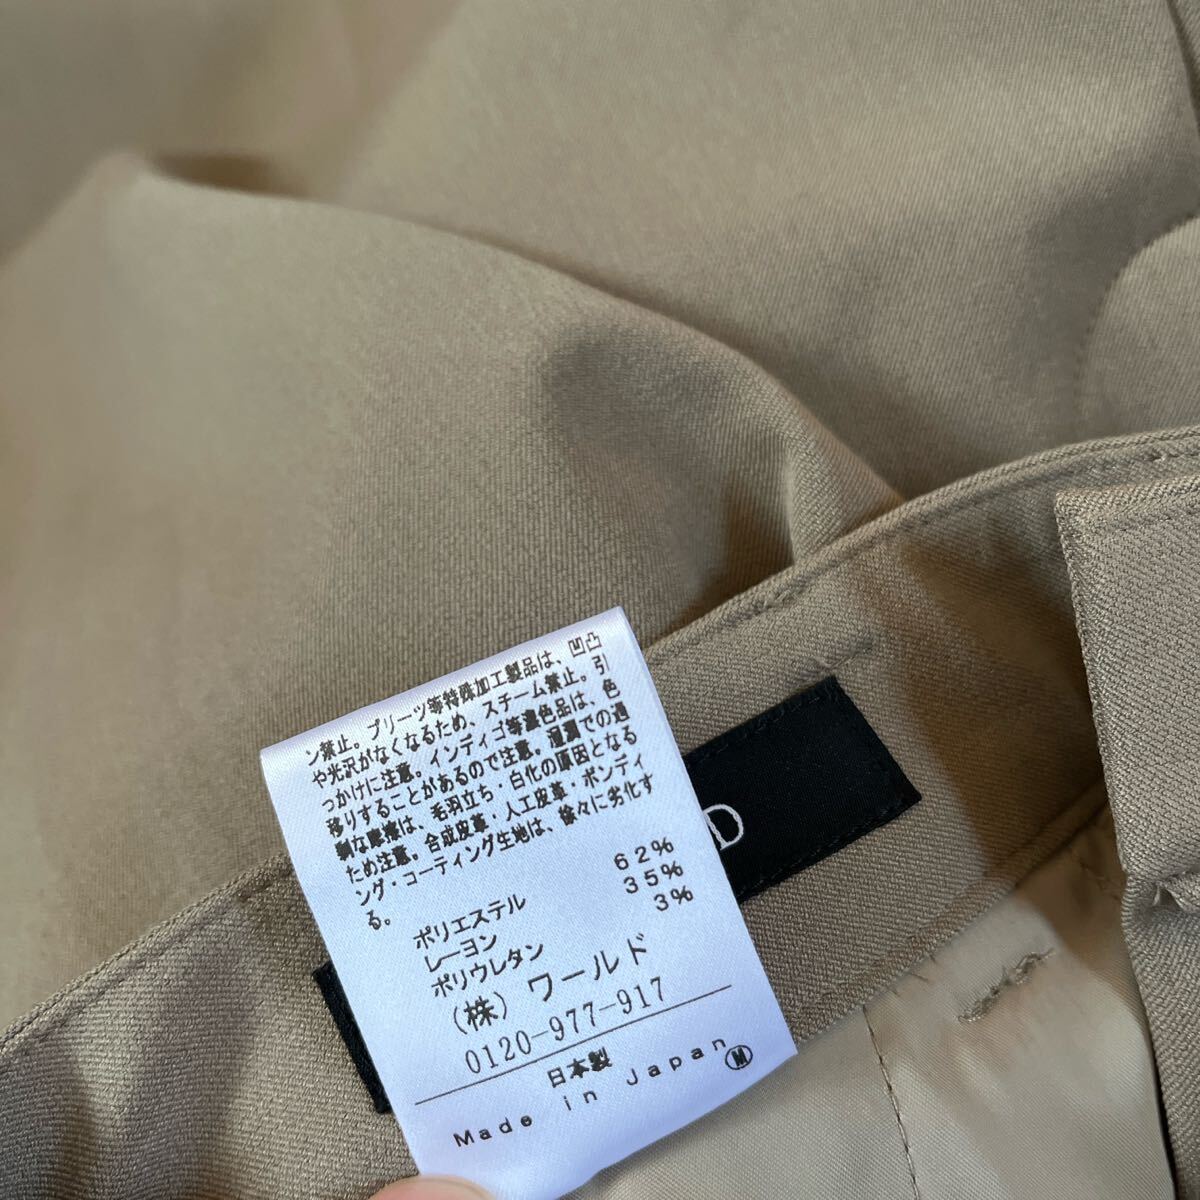 ン禁止。プリーツ等特殊加工製品は、凹凸
や光沢がなくなるため、スチーム禁止。引
っかけに注意。インディゴ等濃色品は、色
移りすることがあるので注意。湿潤での過
剰な摩擦は、毛羽立ち・白化の原因となる
ため注意。合成皮革・人工皮革・ボンディ
ング・コーティング生地は、徐々に劣化す
る。
ポリエステル 62%
レーヨン 35%
ポリウレタン 3%
(株) ワールド
0120-977-917
日本製
Made in Japan Ⓜ
D